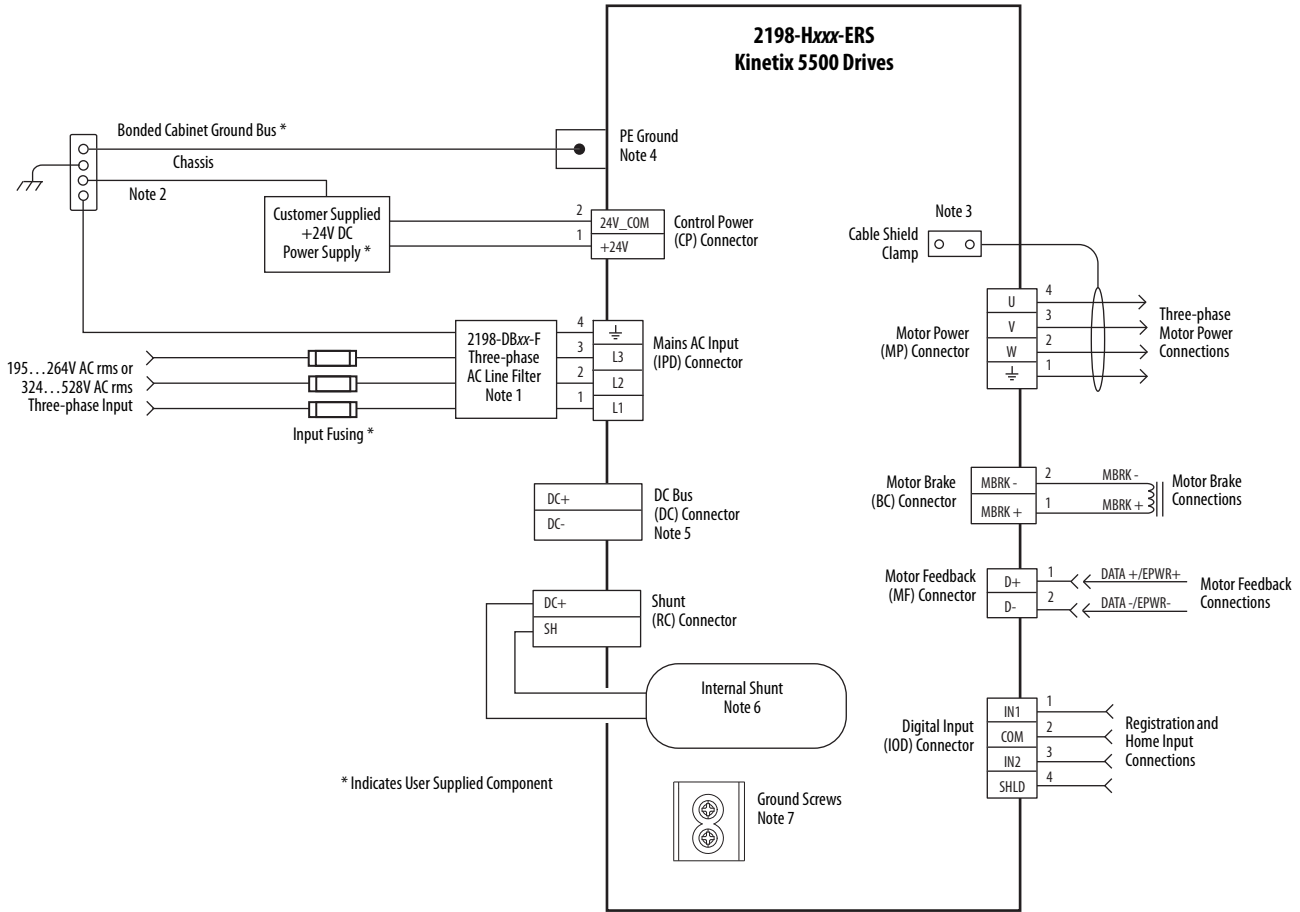 2198-Hxxx-ERS
Kinetix 5500 Drives
Bonded Cabinet Ground Bus *
Chassis
Note 2
PE Ground
Note 4
Customer Supplied
+24V DC
Power Supply *
2
1
24V_COM
+24V
Control Power
(CP) Connector
Note 3
Cable Shield
Clamp
195…264V AC rms or
324…528V AC rms
Three-phase Input
Input Fusing *
2198-DBxx-F
Three-phase
AC Line Filter
Note 1
4
3
2
1
L3
L2
L1
Mains AC Input
(IPD) Connector
Motor Power
(MP) Connector
U
V
W
4
3
2
1
Three-phase
Motor Power
Connections
DC+
DC-
DC Bus
(DC) Connector
Note 5
Motor Brake
(BC) Connector
MBRK -
MBRK +
2
1
MBRK -
MBRK +
Motor Brake
Connections
DC+
SH
Shunt
(RC) Connector
Motor Feedback
(MF) Connector
D+
D-
1
2
DATA +/EPWR+
DATA -/EPWR-
Motor Feedback
Connections
Internal Shunt
Note 6
Digital Input
(IOD) Connector
IN1
COM
IN2
SHLD
1
2
3
4
Registration and
Home Input
Connections
* Indicates User Supplied Component
Ground Screws
Note 7